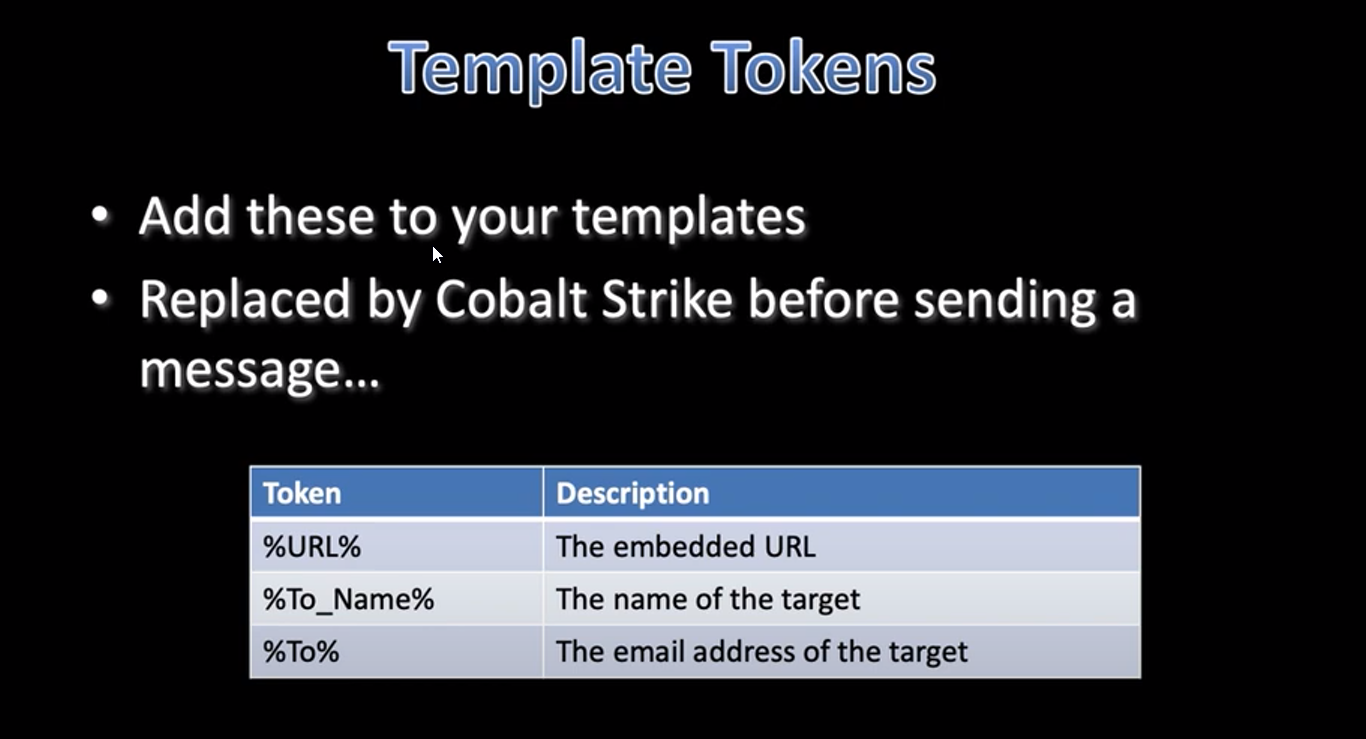 Template Tokens
• Add these to your templates
• Replaced by Cobalt Strike before sending a
message...
Token Description
%URL% The embedded URL
%To_Name% The name of the target
%To% The email address of the target